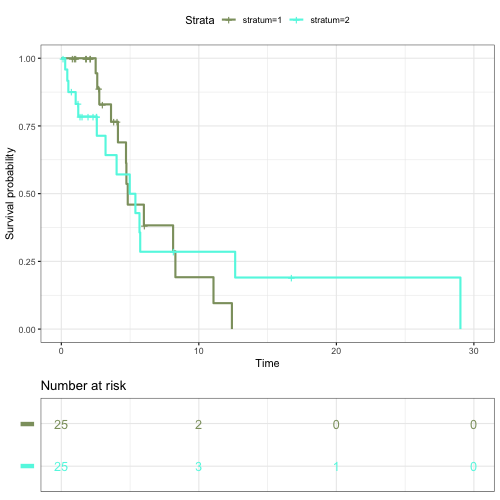 Strata stratum=1 stratum=2
1.00
0.75
0.50
0.25
0.00
Survival probability
0 10 20 30
Time
Number at risk
25 2 0 0
25 3 1 0